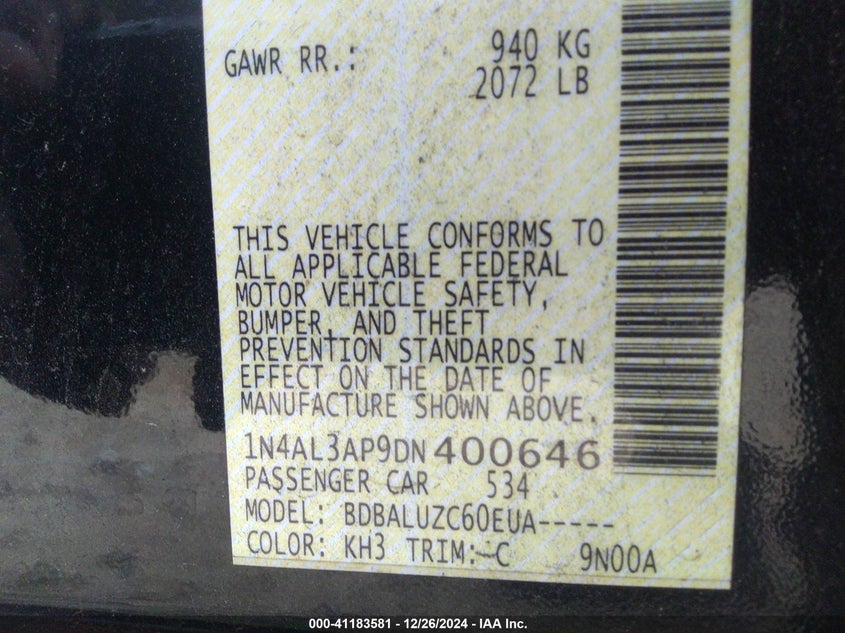 GAWR RR.: 940 KG
2072 LB
THIS VEHICLE CONFORMS TO
ALL APPLICABLE FEDERAL
MOTOR VEHICLE SAFETY,
BUMPER, AND THEFT
PREVENTION STANDARDS IN
EFFECT ON THE DATE OF
MANUFACTURE SHOWN ABOVE.
1N4AL3AP9DN400646
PASSENGER CAR 534
MODEL: BDBALUZC60EUA-----
COLOR: KH3 TRIM: C 9N00A
000-41183581 - 12/26/2024 - IAA Inc.